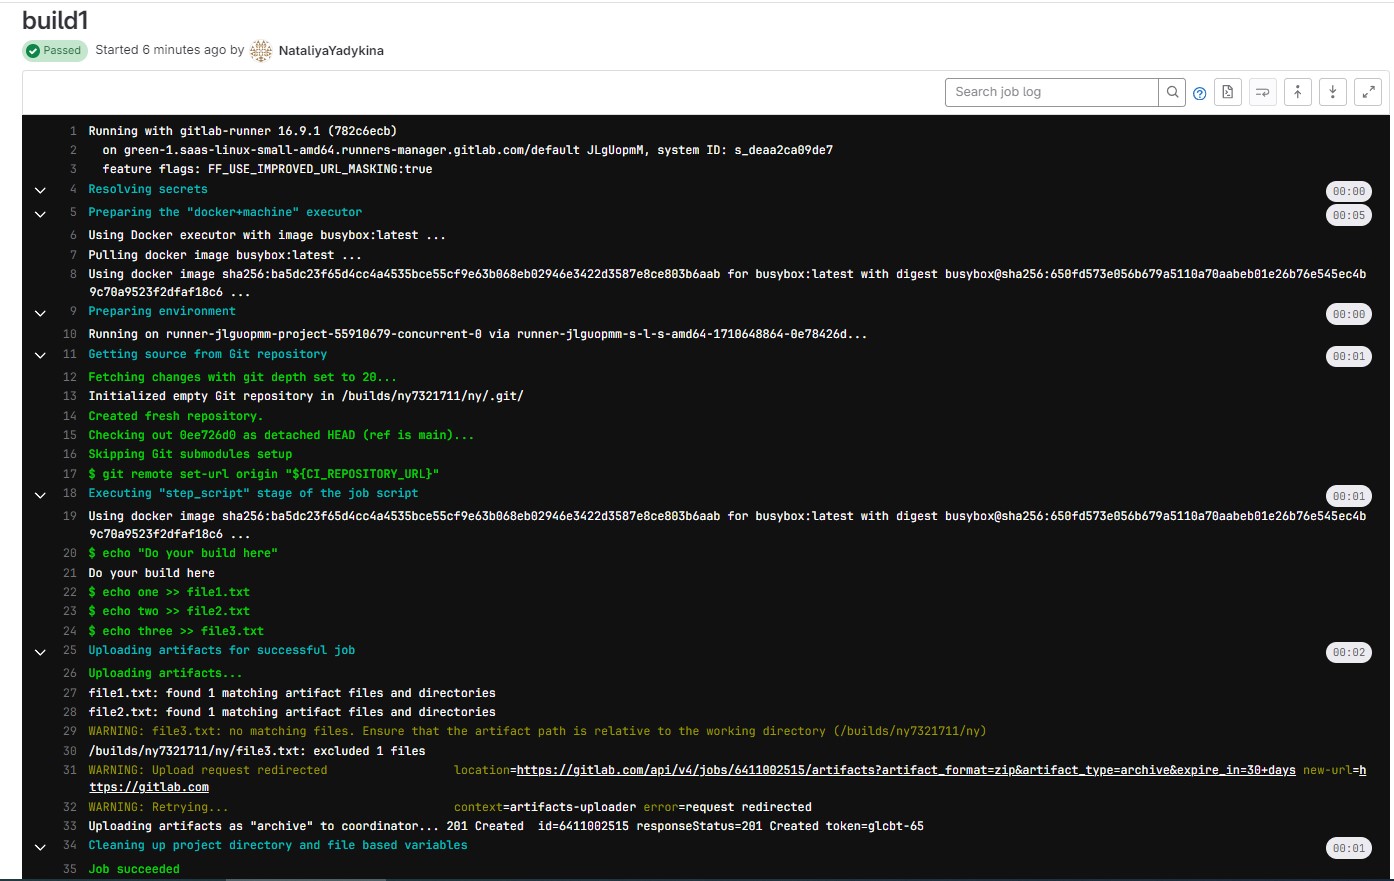 build1
Passed Started 6 minutes ago by NataliyaYadykina
Search job log
1 Running with gitlab-runner 16.9.1 (782c6ecb)
2 on green-1.saas-linux-small-amd64.runners-manager.gitlab.com/default JLgUopmM, system ID: s_deaa2ca09de7
3 feature flags: FF_USE_IMPROVED_URL_MASKING:true
4 Resolving secrets 00:00
5 Preparing the "docker+machine" executor 00:05
6 Using Docker executor with image busybox:latest ...
7 Pulling docker image busybox:latest ...
8 Using docker image sha256:ba5dc23f65d4cc4a4535bce55cf9e63b068eb02946e3422d3587e8ce803b6aab for busybox:latest with digest busybox@sha256:650fd573e056b679a5110a70aabeb01e26b76e545ec4b
9c70a9523f2dfaf18c6 ...
9 Preparing environment 00:00
10 Running on runner-jlguopmm-project-55910679-concurrent-0 via runner-jlguopmm-s-l-s-amd64-1710648864-0e78426d...
11 Getting source from Git repository 00:01
12 Fetching changes with git depth set to 20...
13 Initialized empty Git repository in /builds/ny7321711/ny/.git/
14 Created fresh repository.
15 Checking out 0ee726d0 as detached HEAD (ref is main)...
16 Skipping Git submodules setup
17 $ git remote set-url origin "${CI_REPOSITORY_URL}"
18 Executing "step_script" stage of the job script 00:01
19 Using docker image sha256:ba5dc23f65d4cc4a4535bce55cf9e63b068eb02946e3422d3587e8ce803b6aab for busybox:latest with digest busybox@sha256:650fd573e056b679a5110a70aabeb01e26b76e545ec4b
9c70a9523f2dfaf18c6 ...
20 $ echo "Do your build here"
21 Do your build here
22 $ echo one >> file1.txt
23 $ echo two >> file2.txt
24 $ echo three >> file3.txt
25 Uploading artifacts for successful job 00:02
26 Uploading artifacts...
27 file1.txt: found 1 matching artifact files and directories
28 file2.txt: found 1 matching artifact files and directories
29 WARNING: file3.txt: no matching files. Ensure that the artifact path is relative to the working directory (/builds/ny7321711/ny)
30 /builds/ny7321711/ny/file3.txt: excluded 1 files
31 WARNING: Upload request redirected location=https://gitlab.com/api/v4/jobs/6411002515/artifacts?artifact_format=zip&artifact_type=archive&expire_in=30+days new-url=h
ttps://gitlab.com
32 WARNING: Retrying... context=artifacts-uploader error=request redirected
33 Uploading artifacts as "archive" to coordinator... 201 Created id=6411002515 responseStatus=201 Created token=glcbt-65
34 Cleaning up project directory and file based variables 00:01
35 Job succeeded